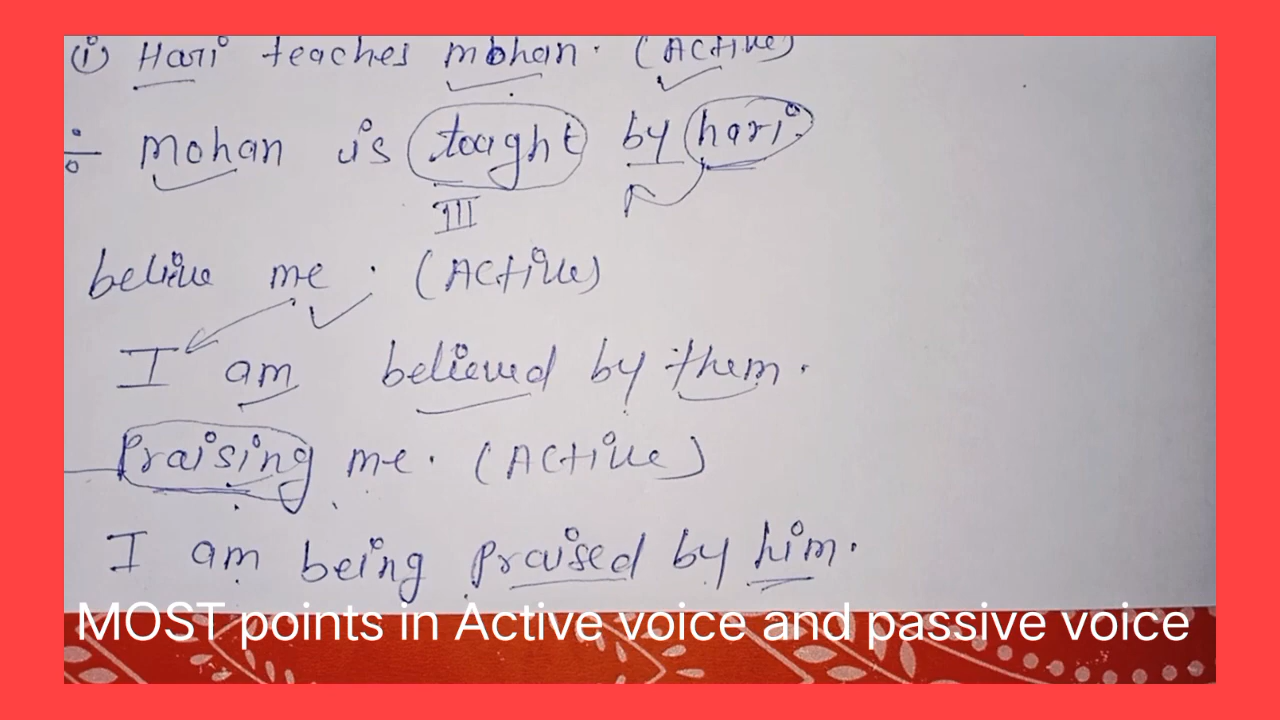 (i) Hari teaches mohan. (Active)
÷ mohan is taught by hari.
III
belive me. (Active)
I am believed by them.
Praising me. (Active)
I am being praised by him.
MOST points in Active voice and passive voice